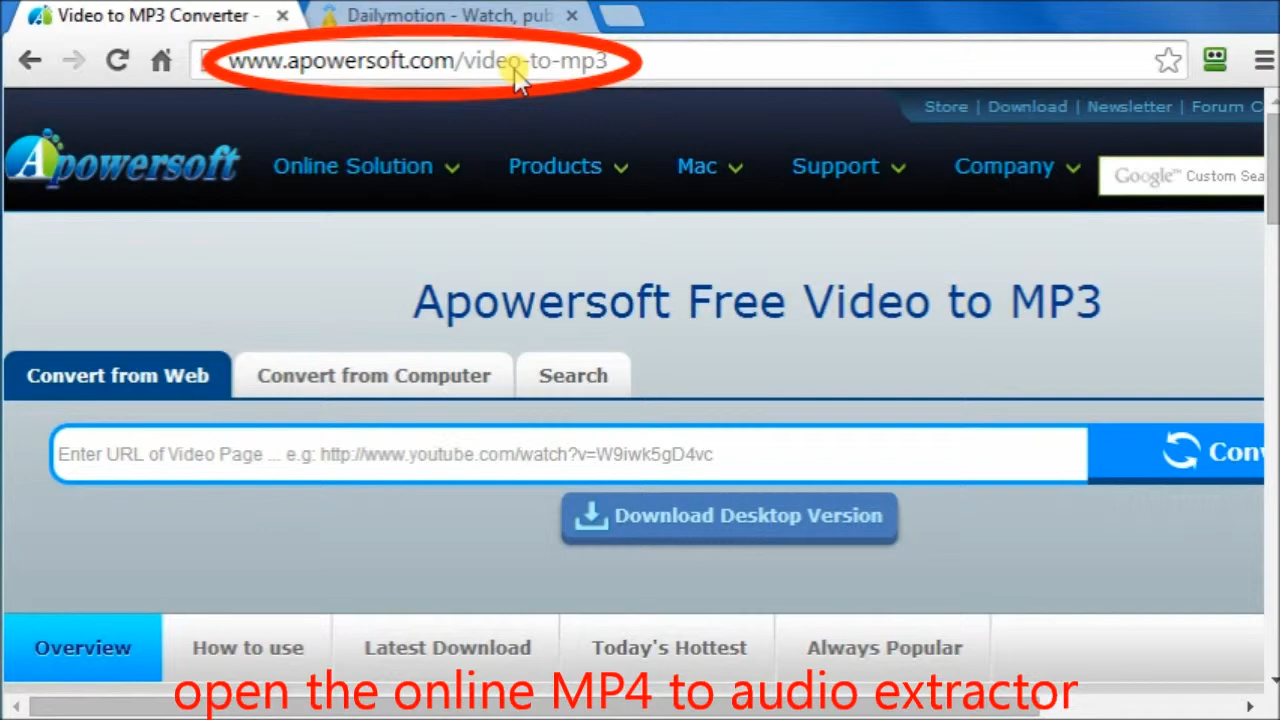 Video to MP3 Converter -
Dailymotion - Watch, pub
www.apowersoft.com/video-to-mp3
Store | Download | Newsletter | Forum C
Apowersoft
Online Solution Products Mac Support Company
Google™ Custom Sea
Apowersoft Free Video to MP3
Convert from Web Convert from Computer Search
Enter URL of Video Page ... e.g: http://www.youtube.com/watch?v=W9iwk5gD4vc
Conv
Download Desktop Version
Overview How to use Latest Download Today's Hottest Always Popular
open the online MP4 to audio extractor